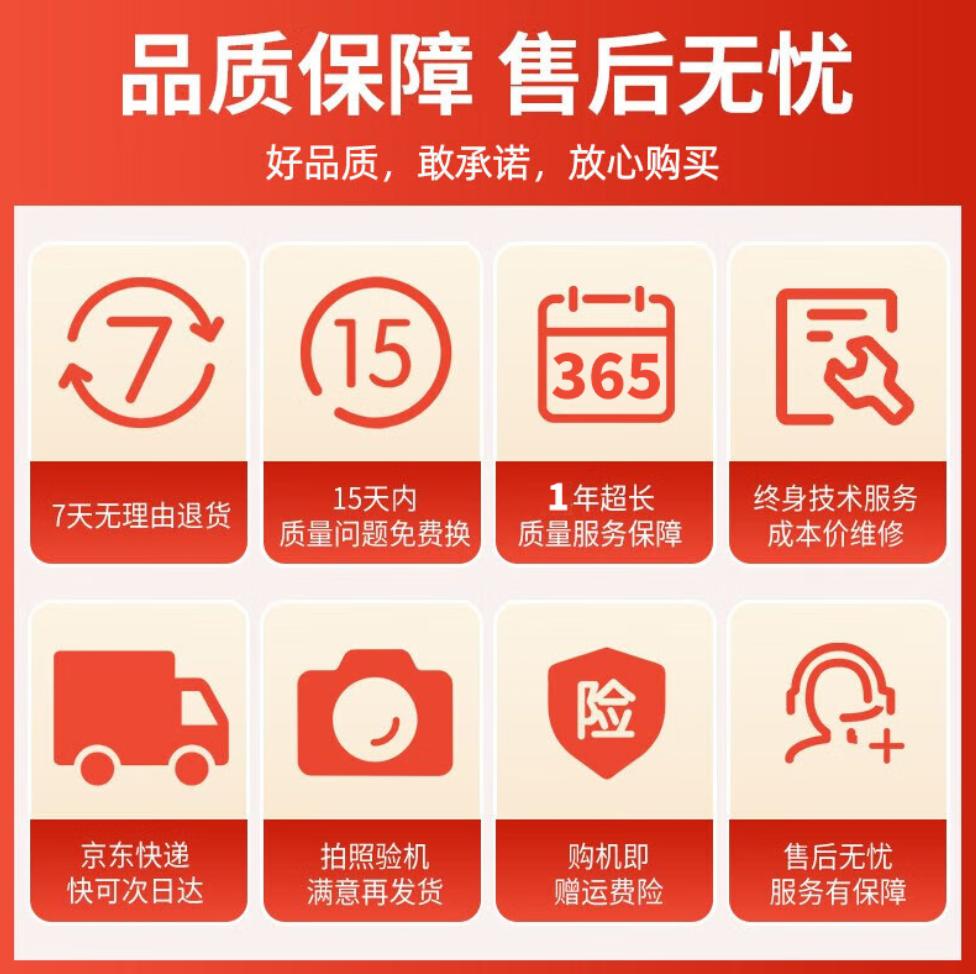 品质保障 售后无忧
好品质，敢承诺，放心购买
7
15
365
7天无理由退货
15天内
质量问题免费换
1年超长
质量服务保障
终身技术服务
成本价维修
险
京东快递
快可次日达
拍照验机
满意再发货
购机即
赠运费险
售后无忧
服务有保障